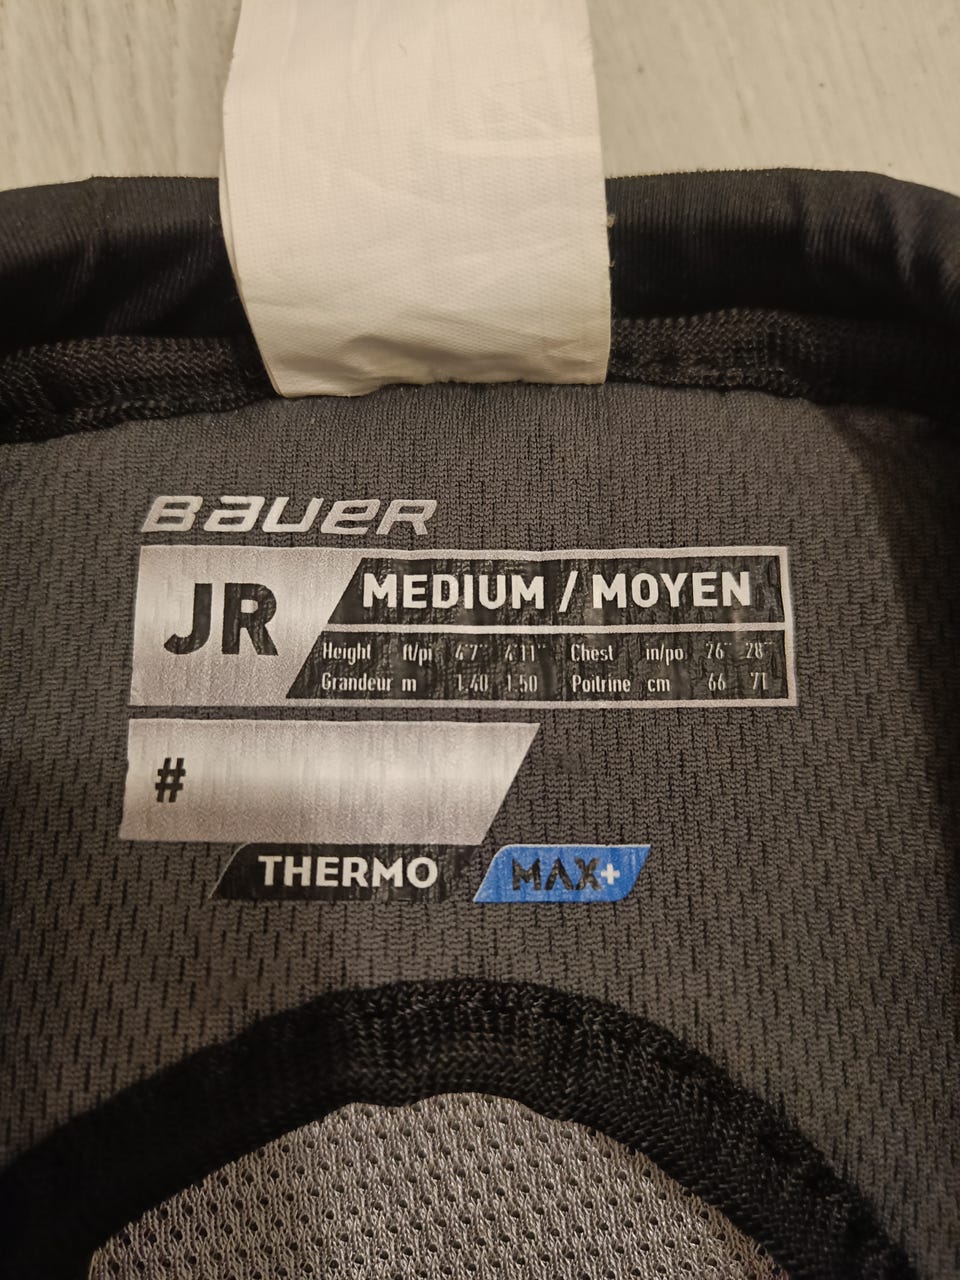 BAUER
JR
MEDIUM / MOYEN
Height ft/pi 4'7" 4'11" Chest in/po 26" 28"
Grandeur m 1.40 1.50 Poitrine cm 66 71
#
THERMO MAX+